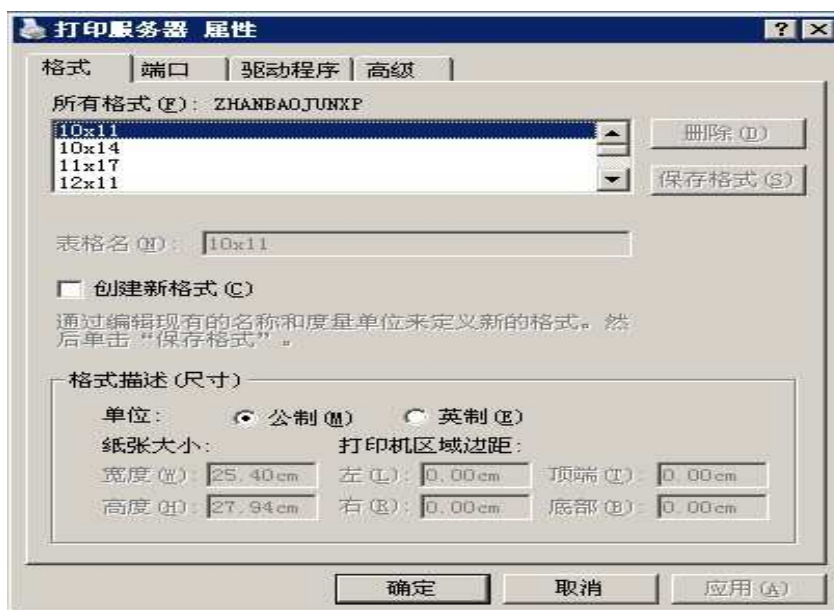 打印服务器 属性
格式 端口 驱动程序 高级
所有格式(F): ZHANBAOJUNXP
10x11
10x14
11x17
12x11
删除(D)
保存格式(S)
表格名(N): 10x11
创建新格式(C)
通过编辑现有的名称和度量单位来定义新的格式。然
后单击“保存格式”。
格式描述(尺寸)
单位: 公制(M) 英制(E)
纸张大小: 打印机区域边距:
宽度(W): 25.40cm 左(L): 0.00cm 顶端(T): 0.00cm
高度(H): 27.94cm 右(R): 0.00cm 底部(B): 0.00cm
确定 取消 应用(A)